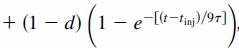 + (1 − d) (1 − e^{−[(t−t_{inj})/9τ]}),